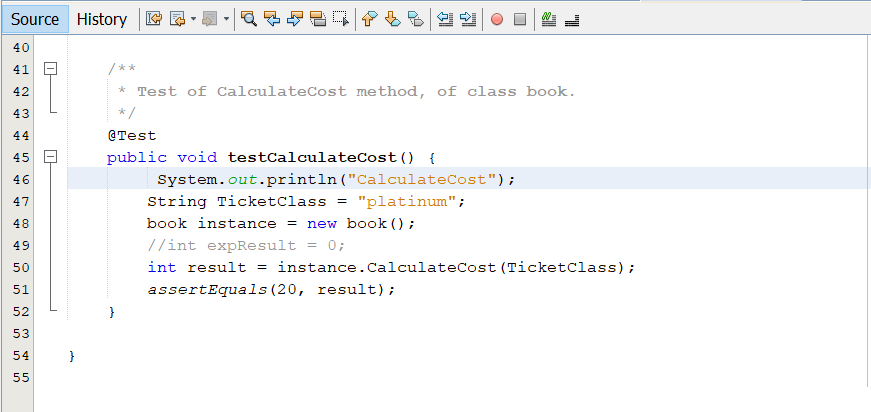 Source History
40
41 /**
42 * Test of CalculateCost method, of class book.
43 */
44 @Test
45 public void testCalculateCost() {
46 System.out.println("CalculateCost");
47 String TicketClass = "platinum";
48 book instance = new book();
49 //int expResult = 0;
50 int result = instance.CalculateCost(TicketClass);
51 assertEquals(20, result);
52 }
53
54 }
55